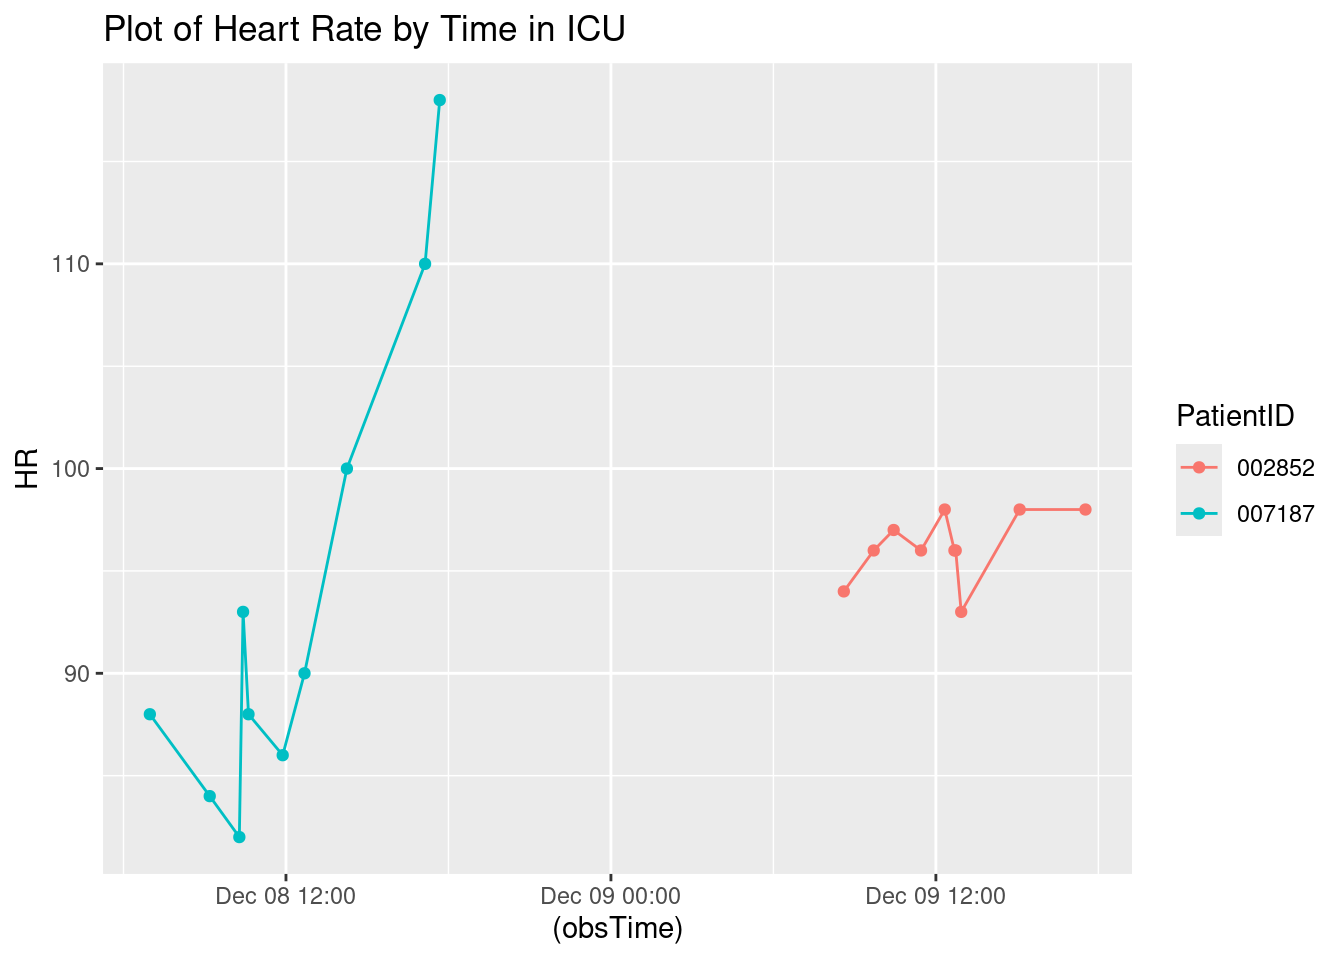 Plot of Heart Rate by Time in ICU
HR
110
100
90
Dec 08 12:00
Dec 09 00:00
Dec 09 12:00
(obsTime)
PatientID
002852
007187